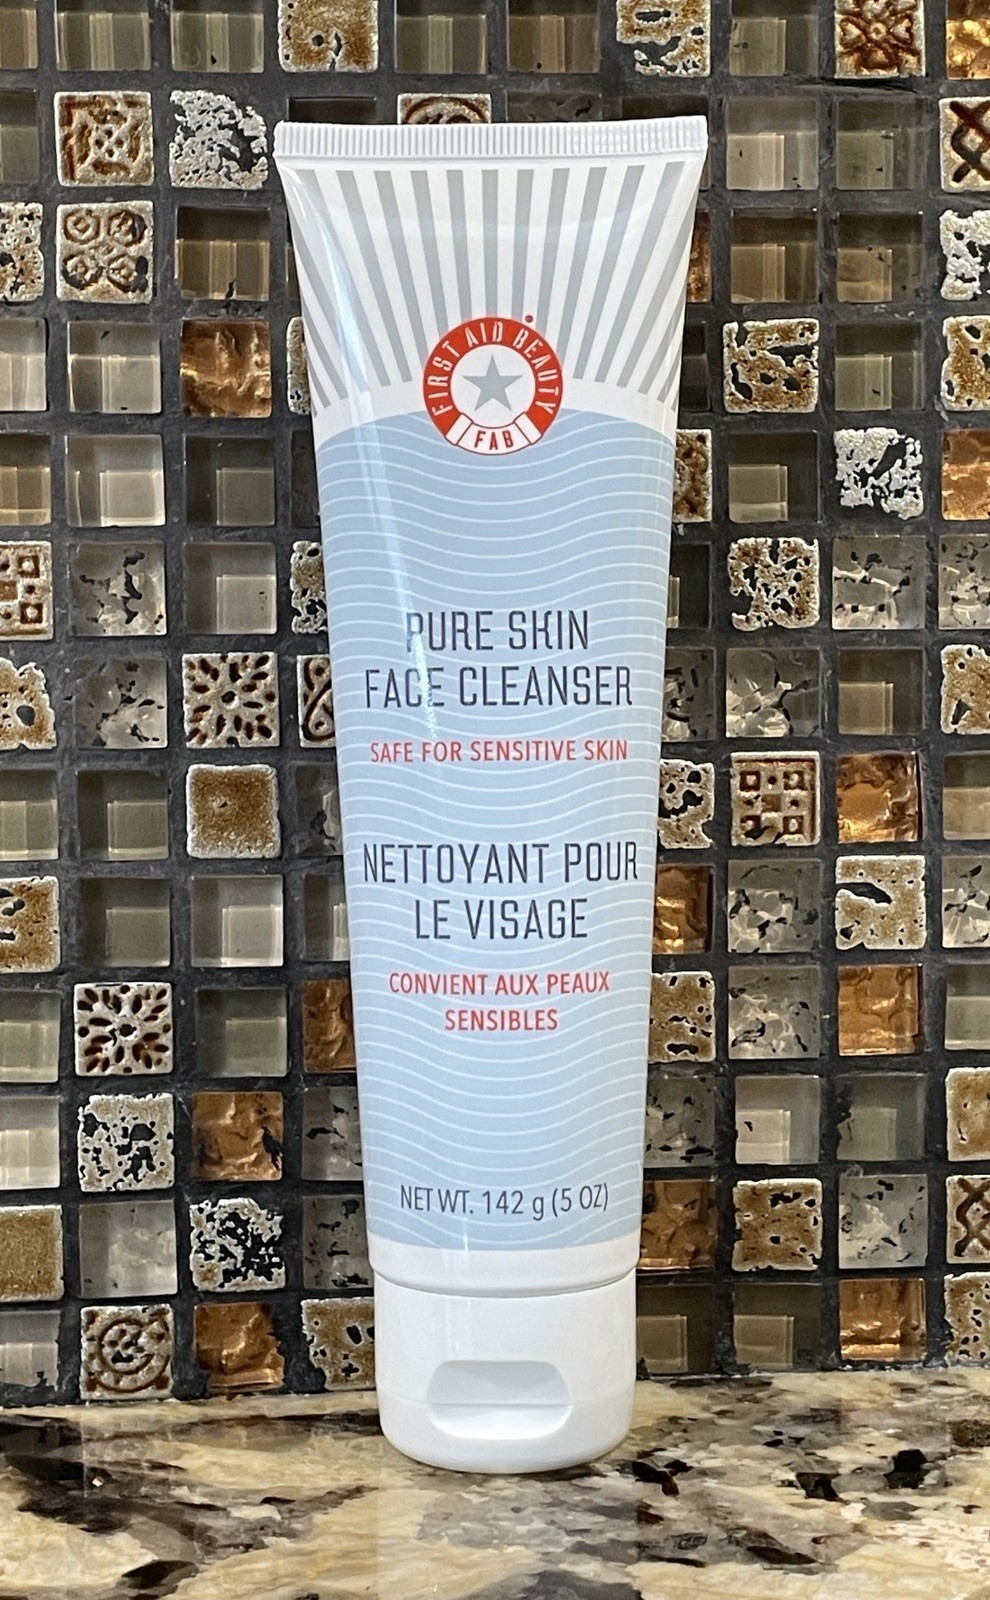 FIRST AID BEAUTY
FAB
PURE SKIN
FACE CLEANSER
SAFE FOR SENSITIVE SKIN
NETTOYANT POUR
LE VISAGE
CONVIENT AUX PEAUX
SENSIBLES
NET WT. 142 g (5 OZ)